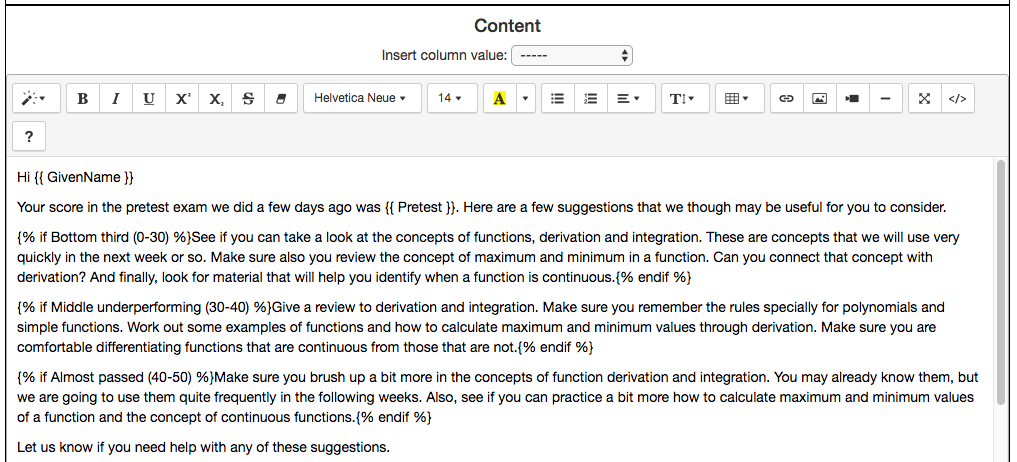 Content
Insert column value: -----
B I U X² X₂ S Helvetica Neue 14 A T </>
?
Hi {{ GivenName }}
Your score in the pretest exam we did a few days ago was {{ Pretest }}. Here are a few suggestions that we though may be useful for you to consider.
{% if Bottom third (0-30) %}See if you can take a look at the concepts of functions, derivation and integration. These are concepts that we will use very
quickly in the next week or so. Make sure also you review the concept of maximum and minimum in a function. Can you connect that concept with
derivation? And finally, look for material that will help you identify when a function is continuous.{% endif %}
{% if Middle underperforming (30-40) %}Give a review to derivation and integration. Make sure you remember the rules specially for polynomials and
simple functions. Work out some examples of functions and how to calculate maximum and minimum values through derivation. Make sure you are
comfortable differentiating functions that are continuous from those that are not.{% endif %}
{% if Almost passed (40-50) %}Make sure you brush up a bit more in the concepts of function derivation and integration. You may already know them, but
we are going to use them quite frequently in the following weeks. Also, see if you can practice a bit more how to calculate maximum and minimum values
of a function and the concept of continuous functions.{% endif %}
Let us know if you need help with any of these suggestions.